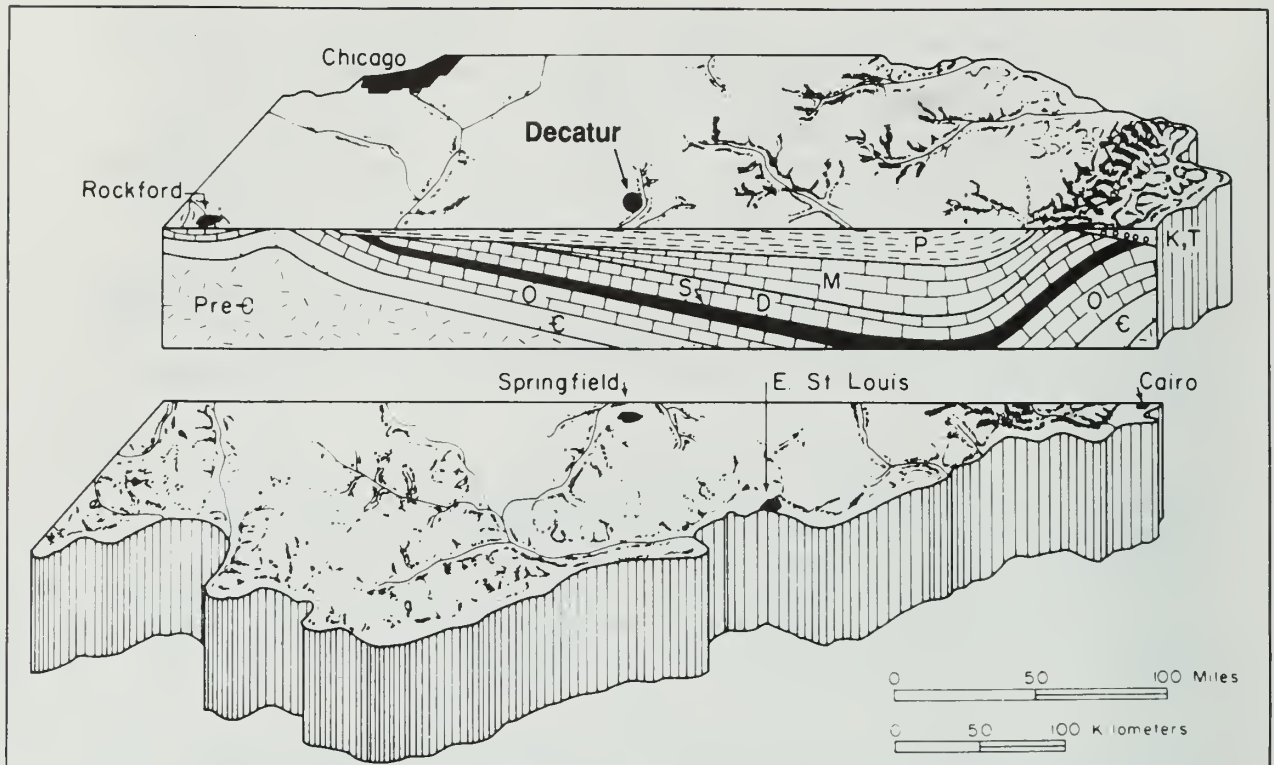 Chicago
Decatur
Rockford
P
K,T
M
S
O
D
O
Pre-Є
Є
Є
Springfield
E. St Louis
Cairo
0 50 100 Miles
0 50 100 Kilometers